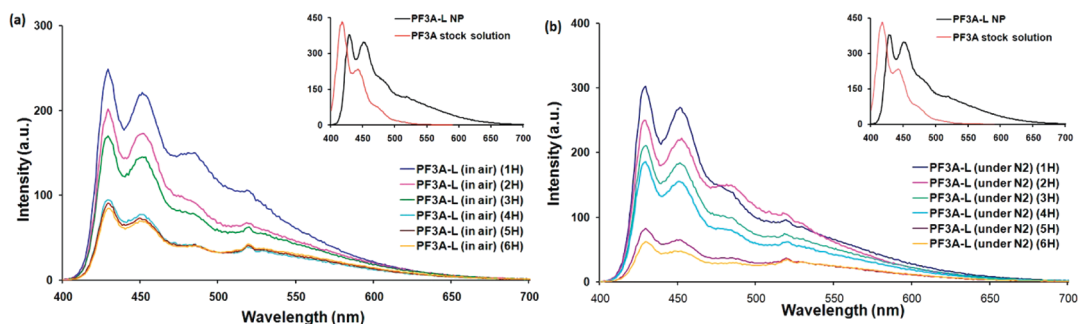 (a)
300
200
100
0
Intensity (a.u.)
400
450
500
550
600
650
700
Wavelength (nm)
450
300
150
0
400
450
500
550
600
650
700
PF3A-L NP
PF3A stock solution
PF3A-L (in air) (1H)
PF3A-L (in air) (2H)
PF3A-L (in air) (3H)
PF3A-L (in air) (4H)
PF3A-L (in air) (5H)
PF3A-L (in air) (6H)
(b)
400
300
200
100
0
Intensity (a.u.)
400
450
500
550
600
650
700
Wavelength (nm)
450
300
150
0
400
450
500
550
600
650
700
PF3A-L NP
PF3A stock solution
PF3A-L (under N2) (1H)
PF3A-L (under N2) (2H)
PF3A-L (under N2) (3H)
PF3A-L (under N2) (4H)
PF3A-L (under N2) (5H)
PF3A-L (under N2) (6H)